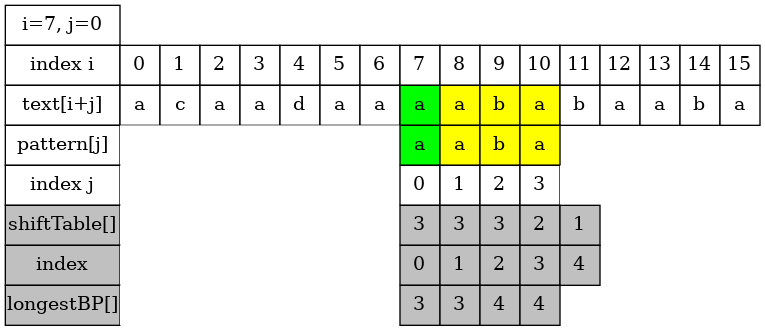 i=7, j=0
index i 0 1 2 3 4 5 6 7 8 9 10 11 12 13 14 15
text[i+j] a c a a d a a a a b a b a a b a
pattern[j] a a b a
index j 0 1 2 3
shiftTable[] 3 3 3 2 1
index 0 1 2 3 4
longestBP[] 3 3 4 4